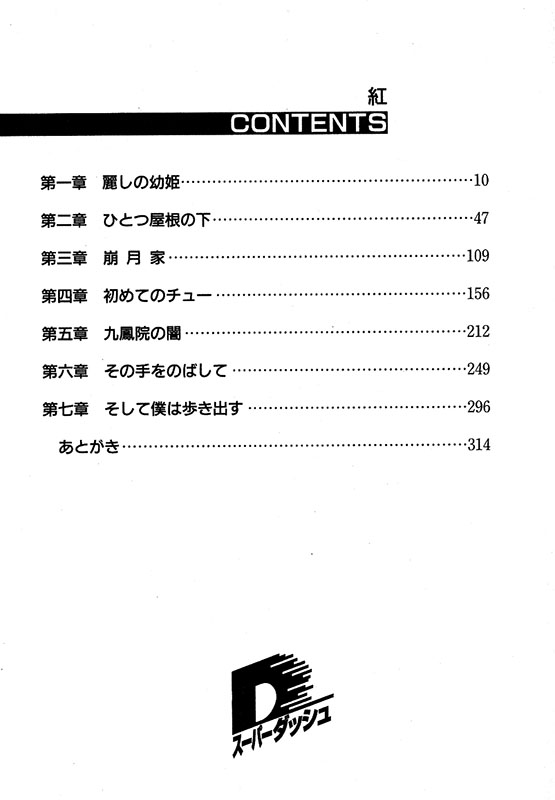 紅
CONTENTS
第一章 麗しの幼姫…………………………………………………10
第二章 ひとつ屋根の下……………………………………………47
第三章 崩月家…………………………………………………109
第四章 初めてのチュー…………………………………………156
第五章 九鳳院の闇………………………………………………212
第六章 その手をのばして………………………………………249
第七章 そして僕は歩き出す……………………………………296
あとがき…………………………………………………………314
D
スーパーダッシュ